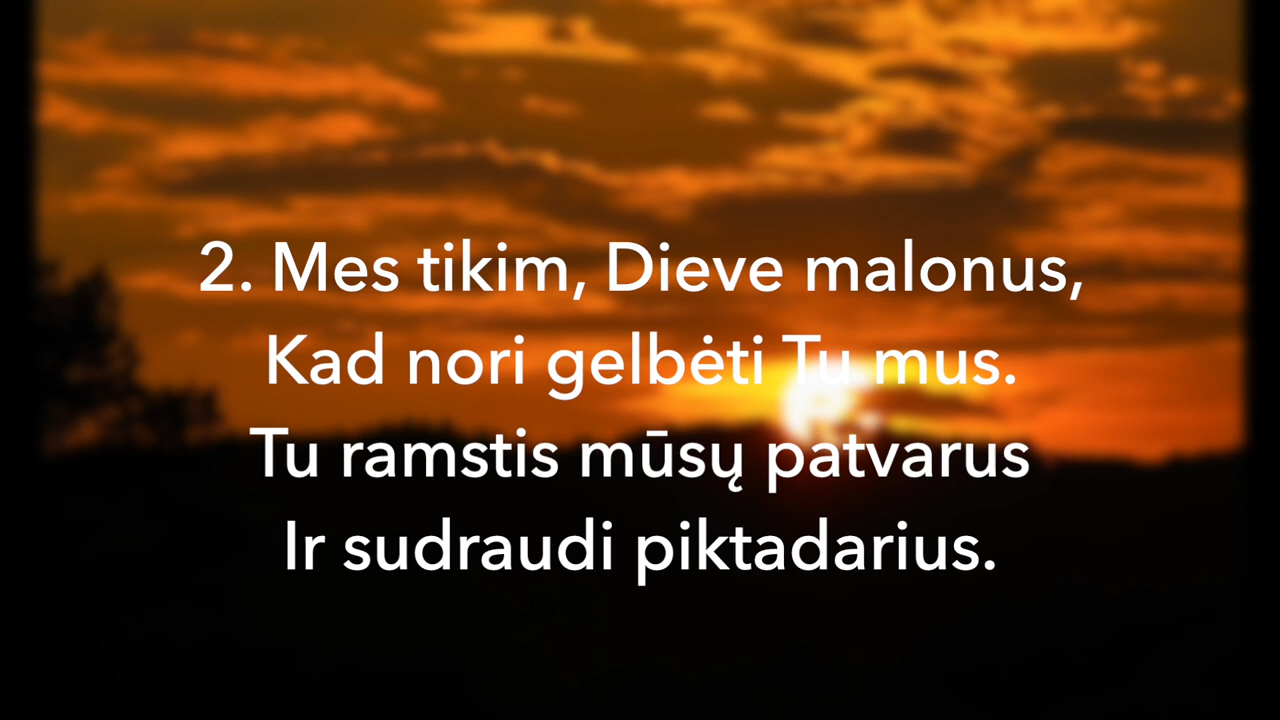 2. Mes tikim, Dieve malonus,
Kad nori gelbėti Tu mus.
Tu ramstis mūsų patvarus
Ir sudraudi piktadarius.